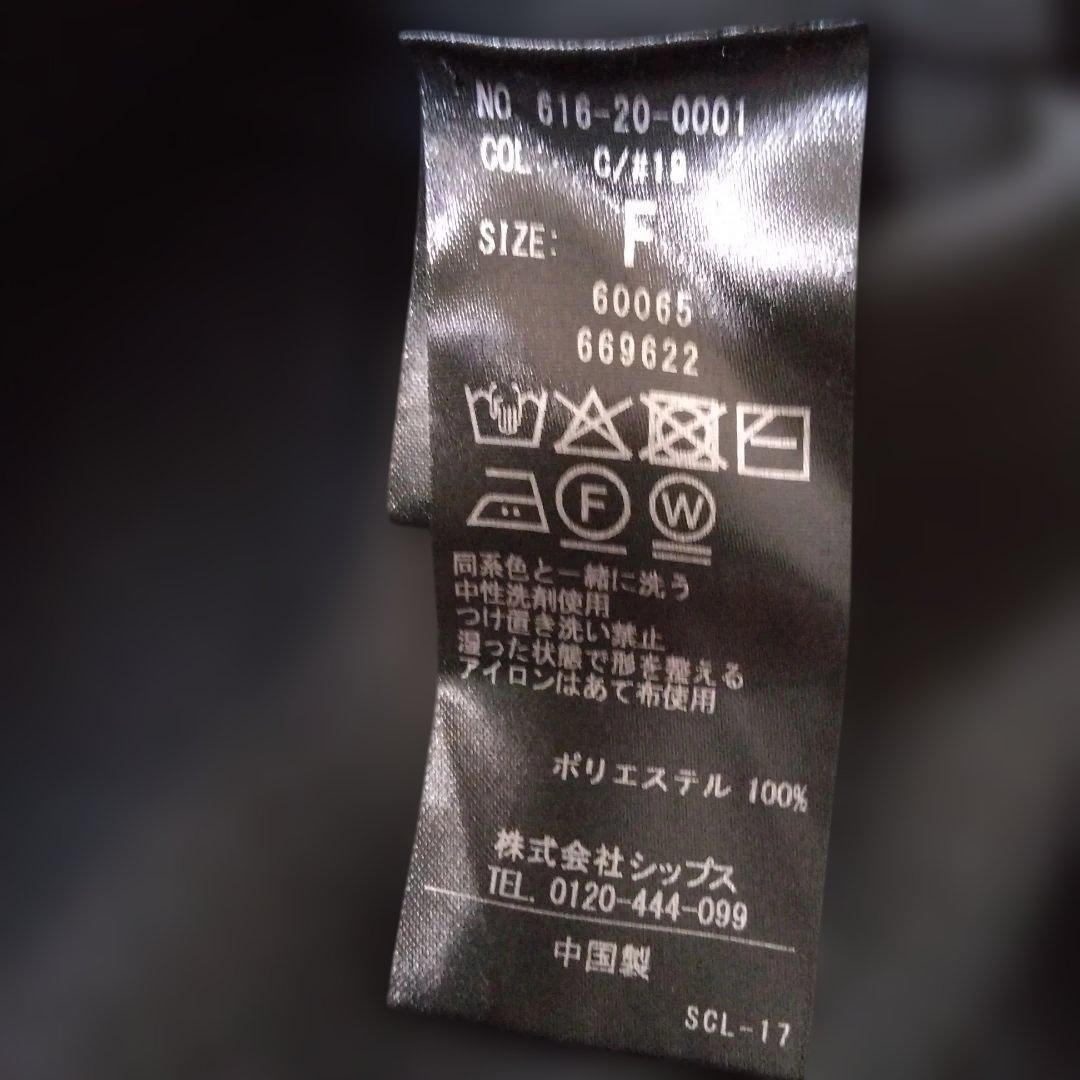 NO. 616-20-0001
COL: C/#19
SIZE: F
60065
669622
F W
同系色と一緒に洗う
中性洗剤使用
つけ置き洗い禁止
湿った状態で形を整える
アイロンはあて布使用
ポリエステル 100%
株式会社シップス
TEL. 0120-444-099
中国製
SCL-17